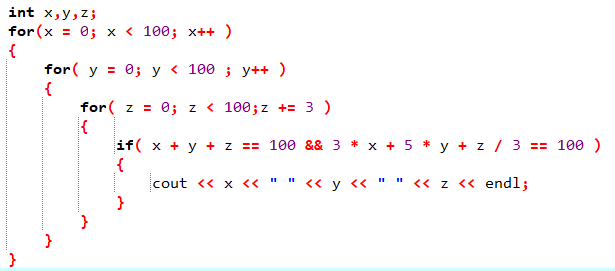 int x,y,z;
for(x = 0; x < 100; x++ )
{
for( y = 0; y < 100 ; y++ )
{
for( z = 0; z < 100;z += 3 )
{
if( x + y + z == 100 && 3 * x + 5 * y + z / 3 == 100 )
{
cout << x << " " << y << " " << z << endl;
}
}
}
}